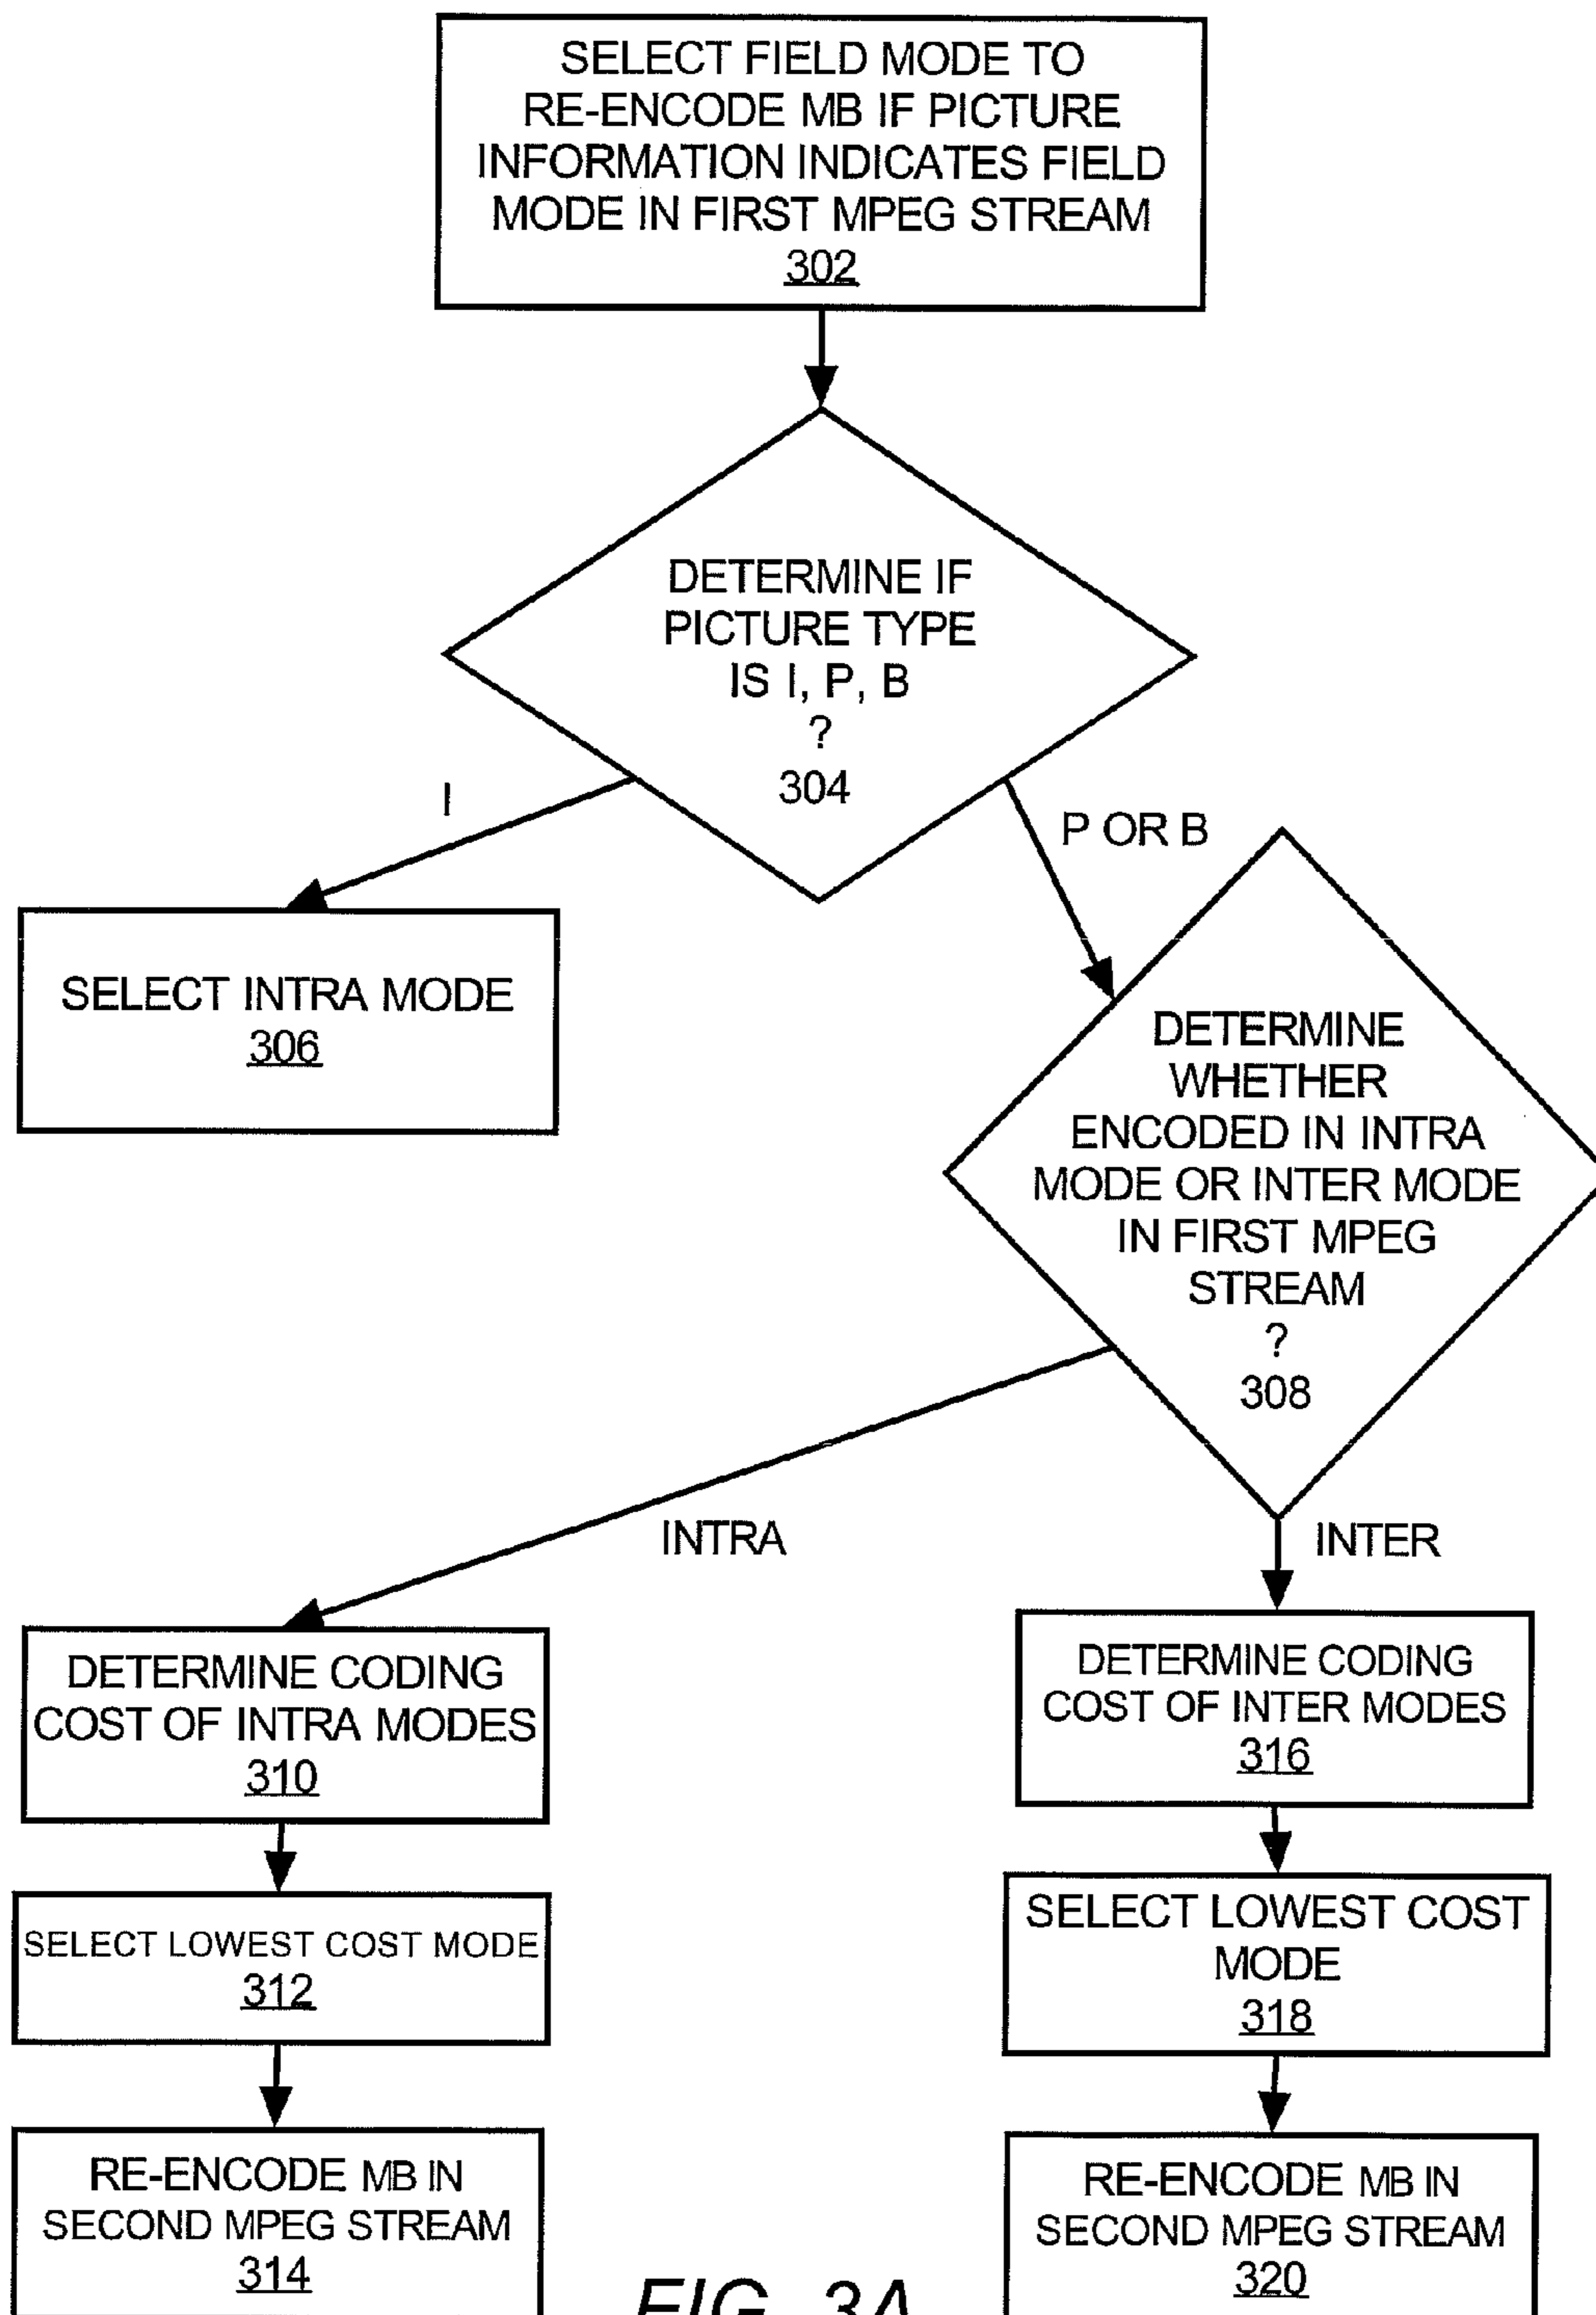 SELECT FIELD MODE TO
RE-ENCODE MB IF PICTURE
INFORMATION INDICATES FIELD
MODE IN FIRST MPEG STREAM
302
DETERMINE IF
PICTURE TYPE
IS I, P, B
?
304
I
P OR B
SELECT INTRA MODE
306
DETERMINE
WHETHER
ENCODED IN INTRA
MODE OR INTER MODE
IN FIRST MPEG
STREAM
?
308
INTRA
INTER
DETERMINE CODING
COST OF INTRA MODES
310
SELECT LOWEST COST MODE
312
RE-ENCODE MB IN
SECOND MPEG STREAM
314
DETERMINE CODING
COST OF INTER MODES
316
SELECT LOWEST COST
MODE
318
RE-ENCODE MB IN
SECOND MPEG STREAM
320
FIG. 3A